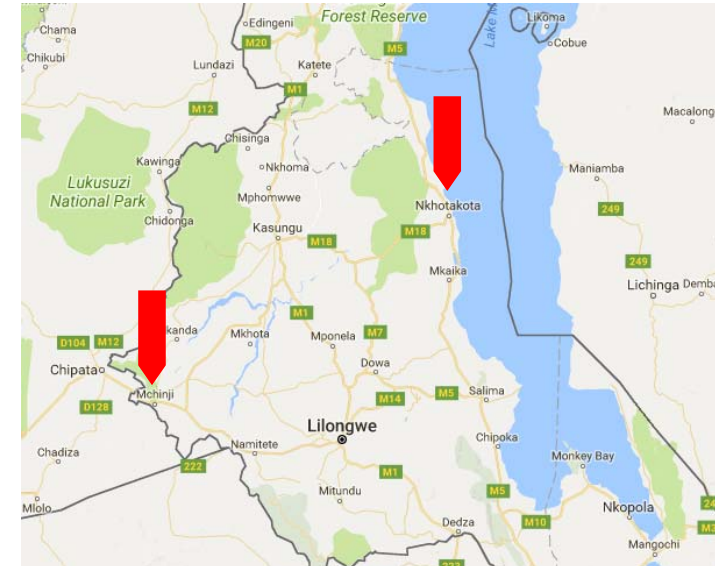 Chama
Edingeni
Forest Reserve
Likoma
Cobue
M20
M5
Lake M
Chikubi
Lundazi
Katete
M1
M12
Macalong
Chisinga
Kawinga
Nkhoma
Maniamba
Lukusuzi
National Park
Mphomwwe
Nkhotakota
249
Chidonga
Kasungu
M18
M18
Mkaika
249
Lichinga
Demba
M1
kanda
Mkhota
Mponela
M7
D104
M12
Chipata
Dowa
Mchinji
M14
M5
Salima
D128
Lilongwe
Chipoka
Chadiza
Namitete
Monkey Bay
222
M1
Mitundu
M5
Nkopola
Mlolo
Dedza
M10
Mangochi